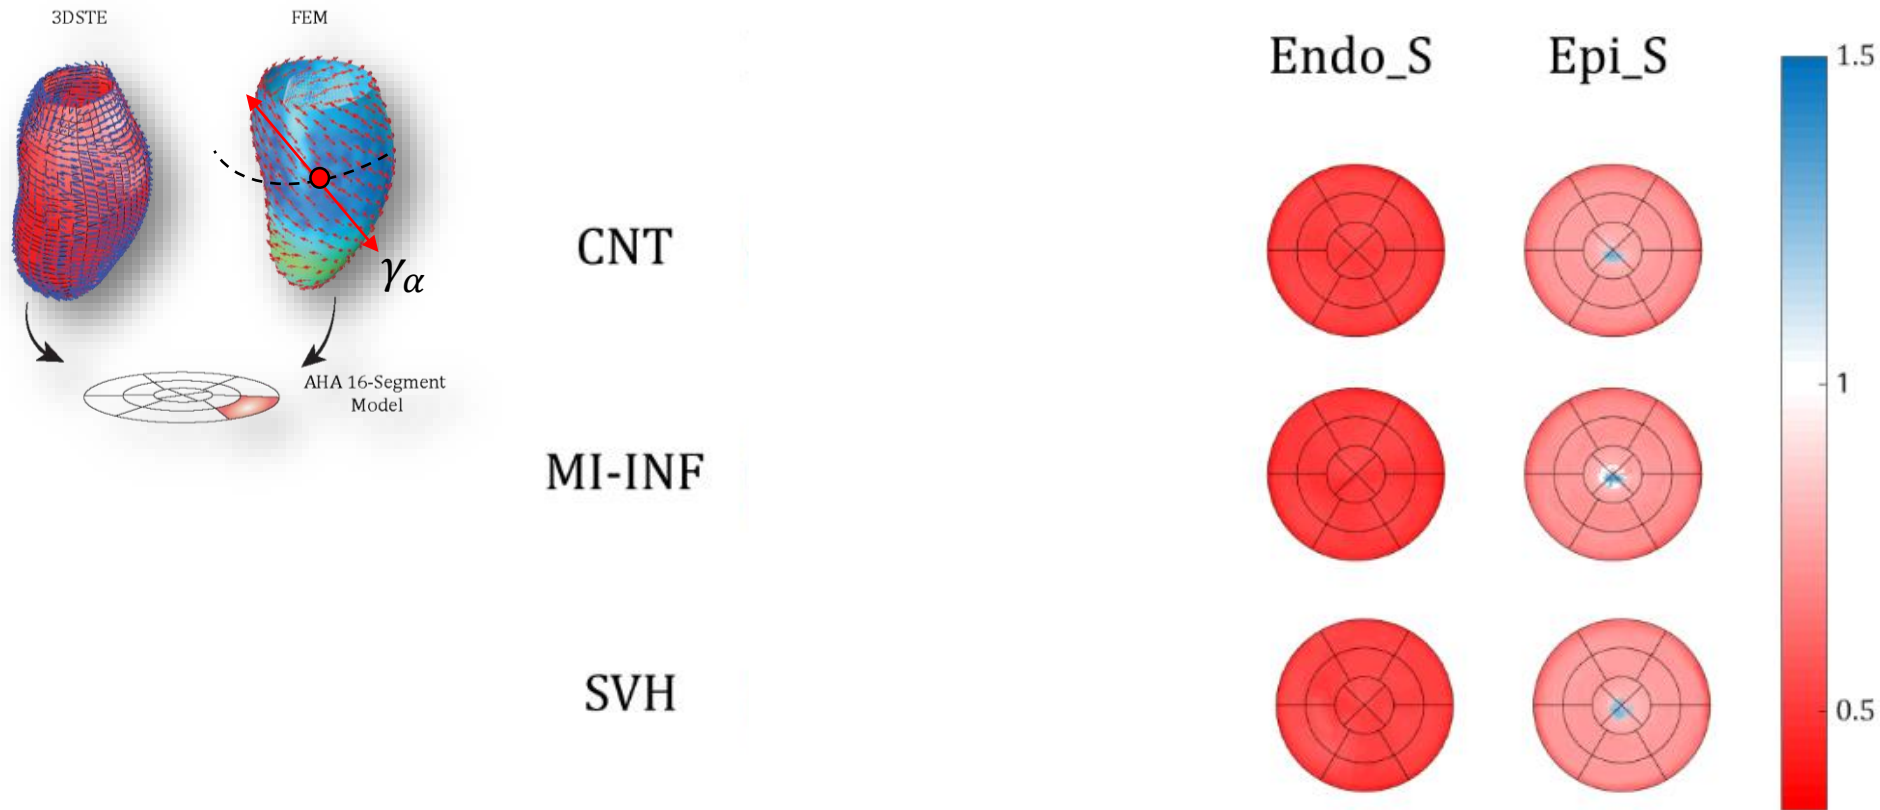 3DSTE
FEM
γα
AHA 16-Segment
Model
Endo_S
Epi_S
CNT
MI-INF
SVH
1.5
1
0.5